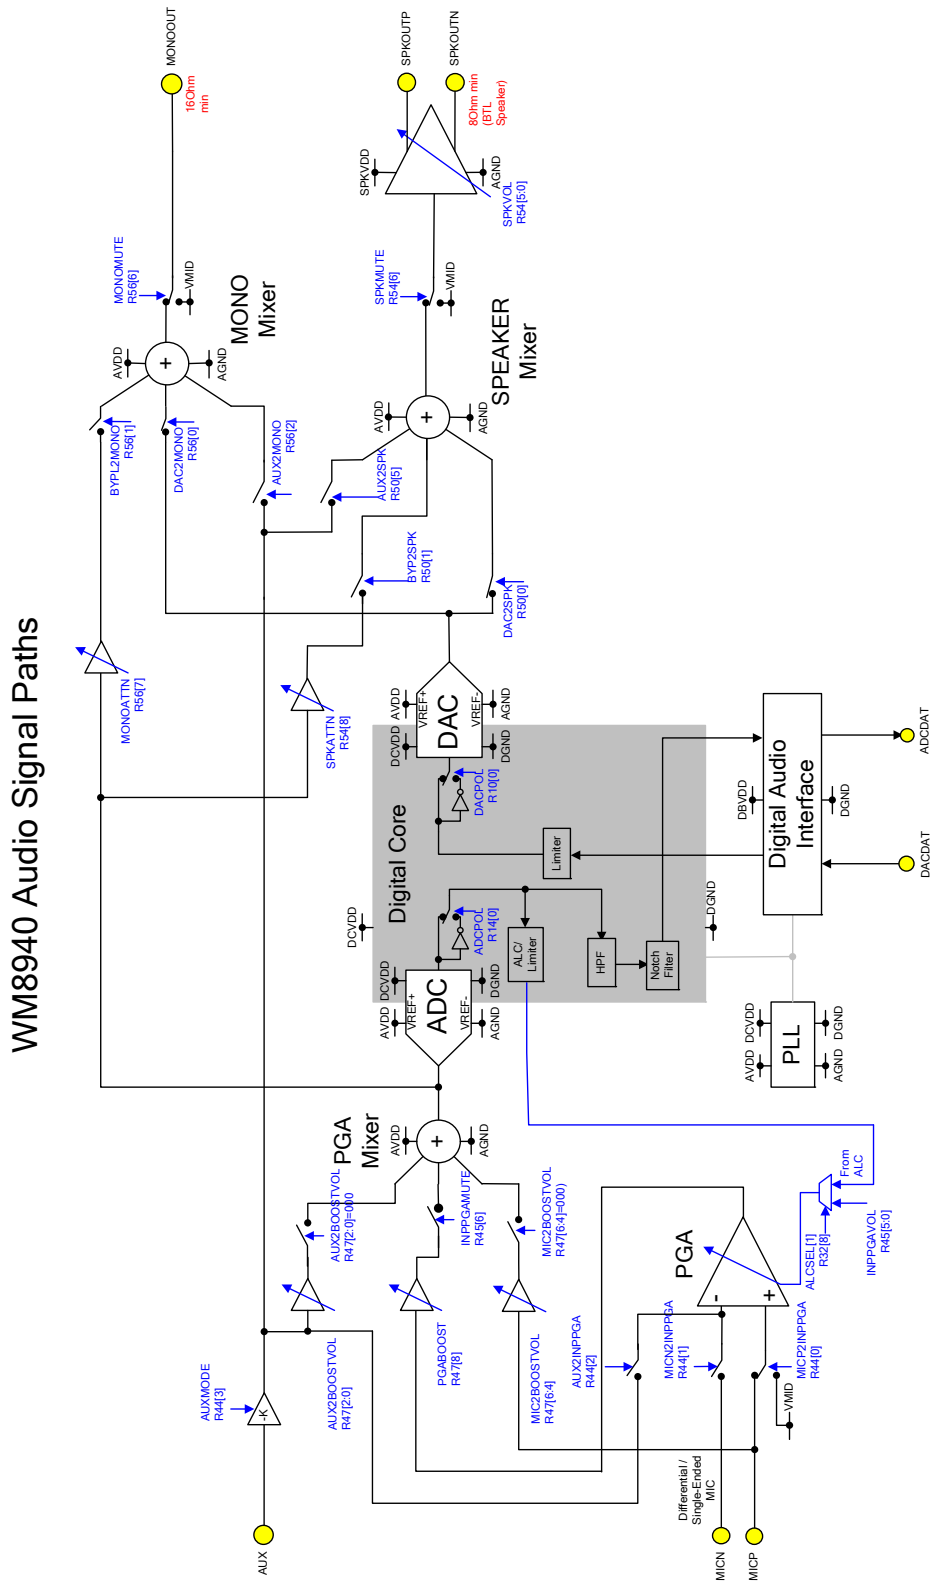 WM8940 Audio Signal Paths
MONOOUT
16Ohm
min
SPKOUTP
SPKOUTN
8Ohm min
(BTL
Speaker)
SPKVDD
AGND
SPKVOL
R54[5:0]
MONOMUTE
R56[6]
VMID
SPKMUTE
R54[6]
VMID
AVDD
AGND
MONO
Mixer
AVDD
AGND
SPEAKER
Mixer
BYPL2MONO
R56[1]
DAC2MONO
R56[0]
AUX2MONO
R56[2]
AUX2SPK
R50[5]
BYP2SPK
R50[1]
DAC2SPK
R50[0]
MONOATTN
R56[7]
SPKATTN
R54[8]
DCVDD
AVDD
VREF+
DAC
VREF-
DGND
AGND
DACPOL
R10[0]
Digital Core
DCVDD
DGND
Limiter
DBVDD
Digital Audio
Interface
DGND
ADCDAT
DACDAT
ADCPOL
R14[0]
ALC/
Limiter
HPF
Notch
Filter
AVDD
DCVDD
VREF+
ADC
VREF-
AGND
DGND
AVDD
DCVDD
PLL
AGND
DGND
PGA
Mixer
AVDD
AGND
AUX2BOOSTVOL
R47[2:0]=000
INPPGAMUTE
R45[6]
MIC2BOOSTVOL
R47[6:4]=000)
AUXMODE
R44[3]
-K
AUX2BOOSTVOL
R47[2:0]
PGABOOST
R47[8]
MIC2BOOSTVOL
R47[6:4]
AUX2INPPGA
R44[2]
MICN2INPPGA
R44[1]
MICP2INPPGA
R44[0]
VMID
PGA
-
+
ALCSEL[1]
R32[8]
From
ALC
INPPGAVOL
R45[5:0]
Differential /
Single-Ended
MIC
AUX
MICN
MICP
+
+
+